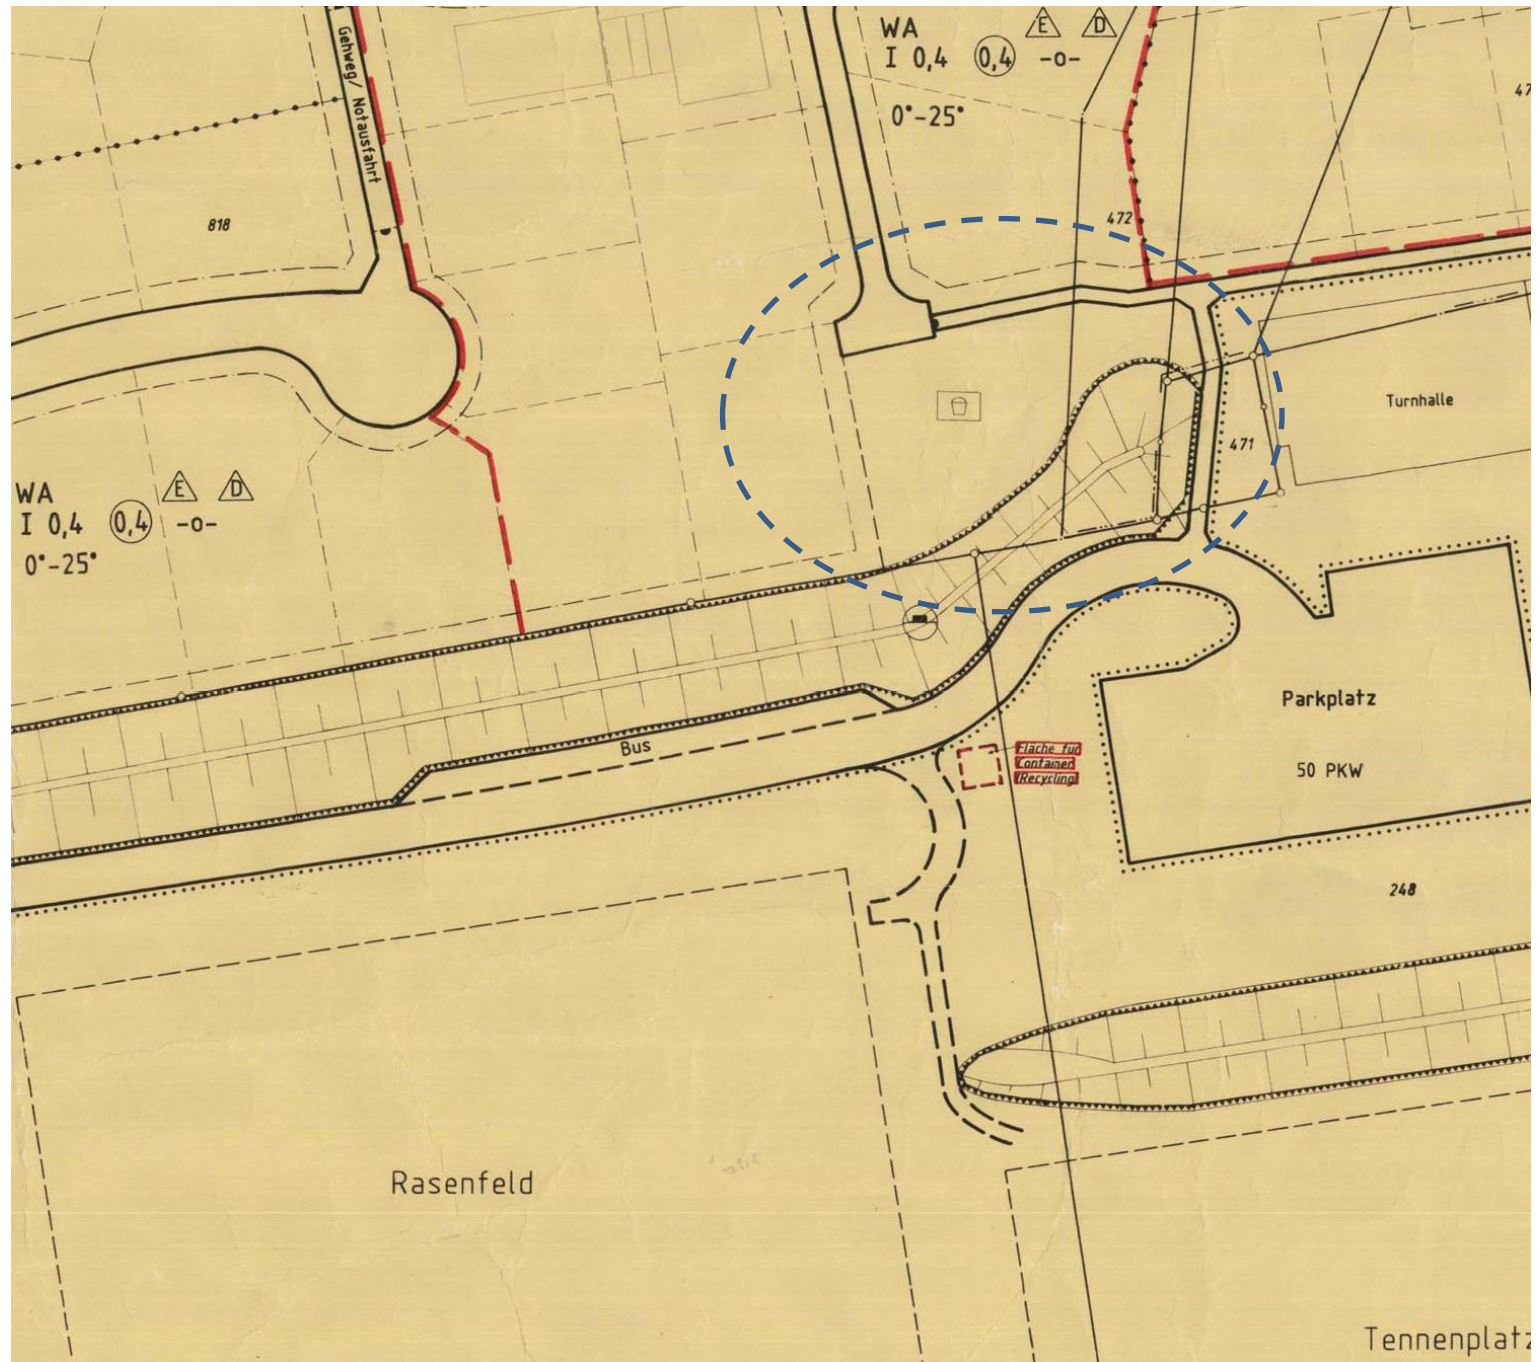 Gehweg/ Notausfahrt
WA
E
D
I 0,4
0,4
-o-
0°-25°
818
472
Turnhalle
471
WA
E
D
I 0,4
0,4
-o-
0°-25°
Bus
Fläche für
Container
(Recycling)
Parkplatz
50 PKW
248
Rasenfeld
Tennenplatz